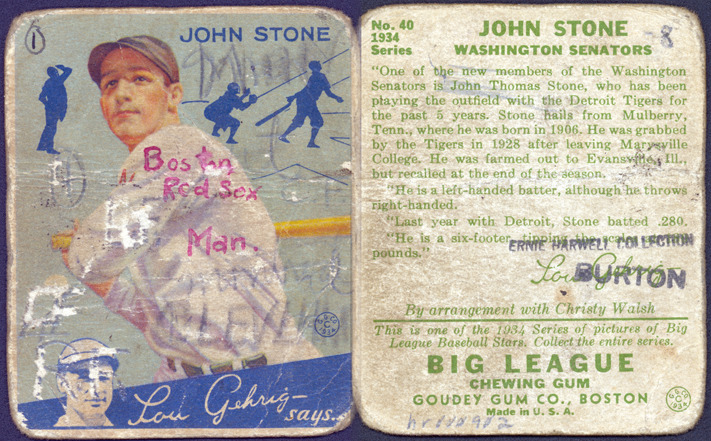 1
JOHN STONE
Boston
Red Sox
Man.
Lou Gehrig—
says..
No. 40
1934
Series
JOHN STONE
WASHINGTON SENATORS
8
"One of the new members of the Washington
Senators is John Thomas Stone, who has been
playing the outfield with the Detroit Tigers for
the past 5 years. Stone hails from Mulberry,
Tenn., where he was born in 1906. He was grabbed
by the Tigers in 1928 after leaving Maryville
College. He was farmed out to Evansville, Ill.,
but recalled at the end of the season.
"He is a left-handed batter, although he throws
right-handed.
"Last year with Detroit, Stone batted .280.
"He is a six-footer, tipping the
pounds."
ERNIE HARWELL COLLECTION
Lou Gehrig
BURTON
By arrangement with Christy Walsh
This is one of the 1934 Series of pictures of Big
League Baseball Stars. Collect the entire series.
BIG LEAGUE
CHEWING GUM
GOUDEY GUM CO., BOSTON
Made in U. S. A.